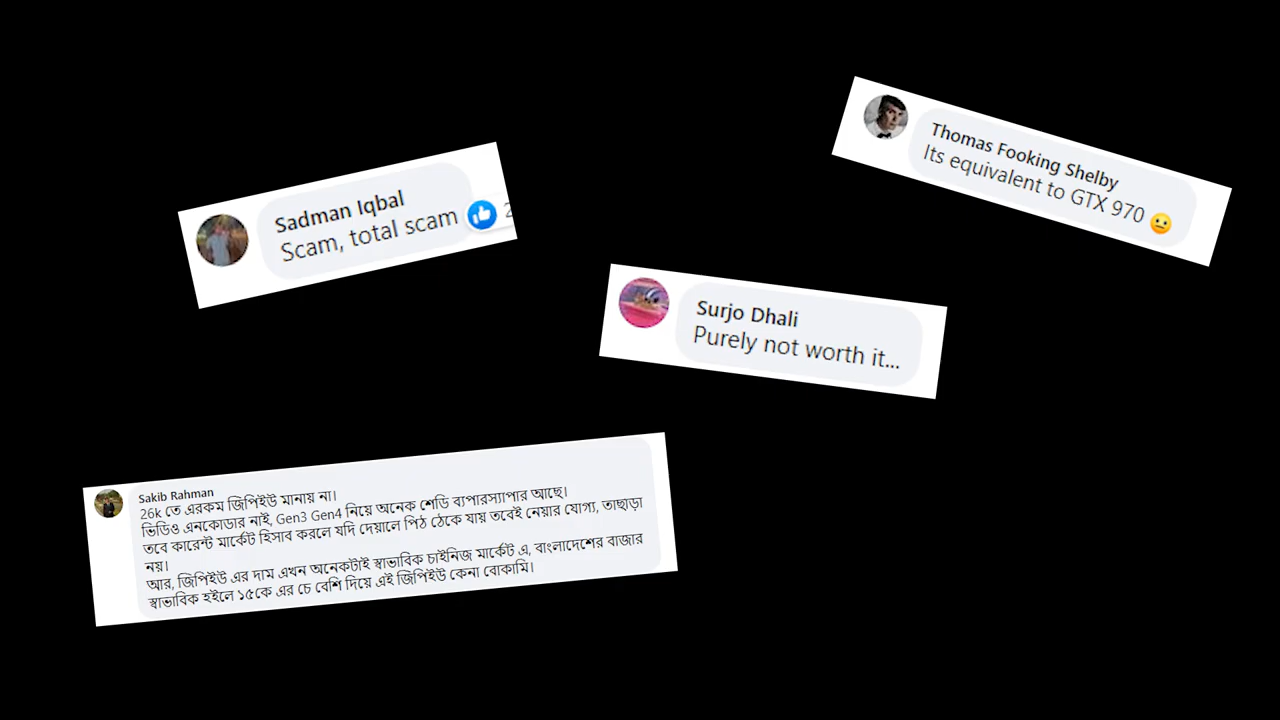 Thomas Fooking Shelby
Its equivalent to GTX 970 😐
Sadman Iqbal
Scam, total scam
Surjo Dhali
Purely not worth it...
Sakib Rahman
26k তে এরকম জিপিইউ মানায় না।
ভিডিও এনকোডার নাই, Gen3 Gen4 নিয়ে অনেক শেডি ব্যপারস্যাপার আছে।
তবে কারেন্ট মার্কেট হিসাব করলে যদি দেয়ালে পিঠ ঠেকে যায় তবেই নেয়ার যোগ্য, তাছাড়া
নয়।
আর, জিপিইউ এর দাম এখন অনেকটাই স্বাভাবিক চাইনিজ মার্কেট এ, বাংলাদেশের বাজার
স্বাভাবিক হইলে ১৫কে এর চে বেশি দিয়ে এই জিপিইউ কেনা বোকামি।